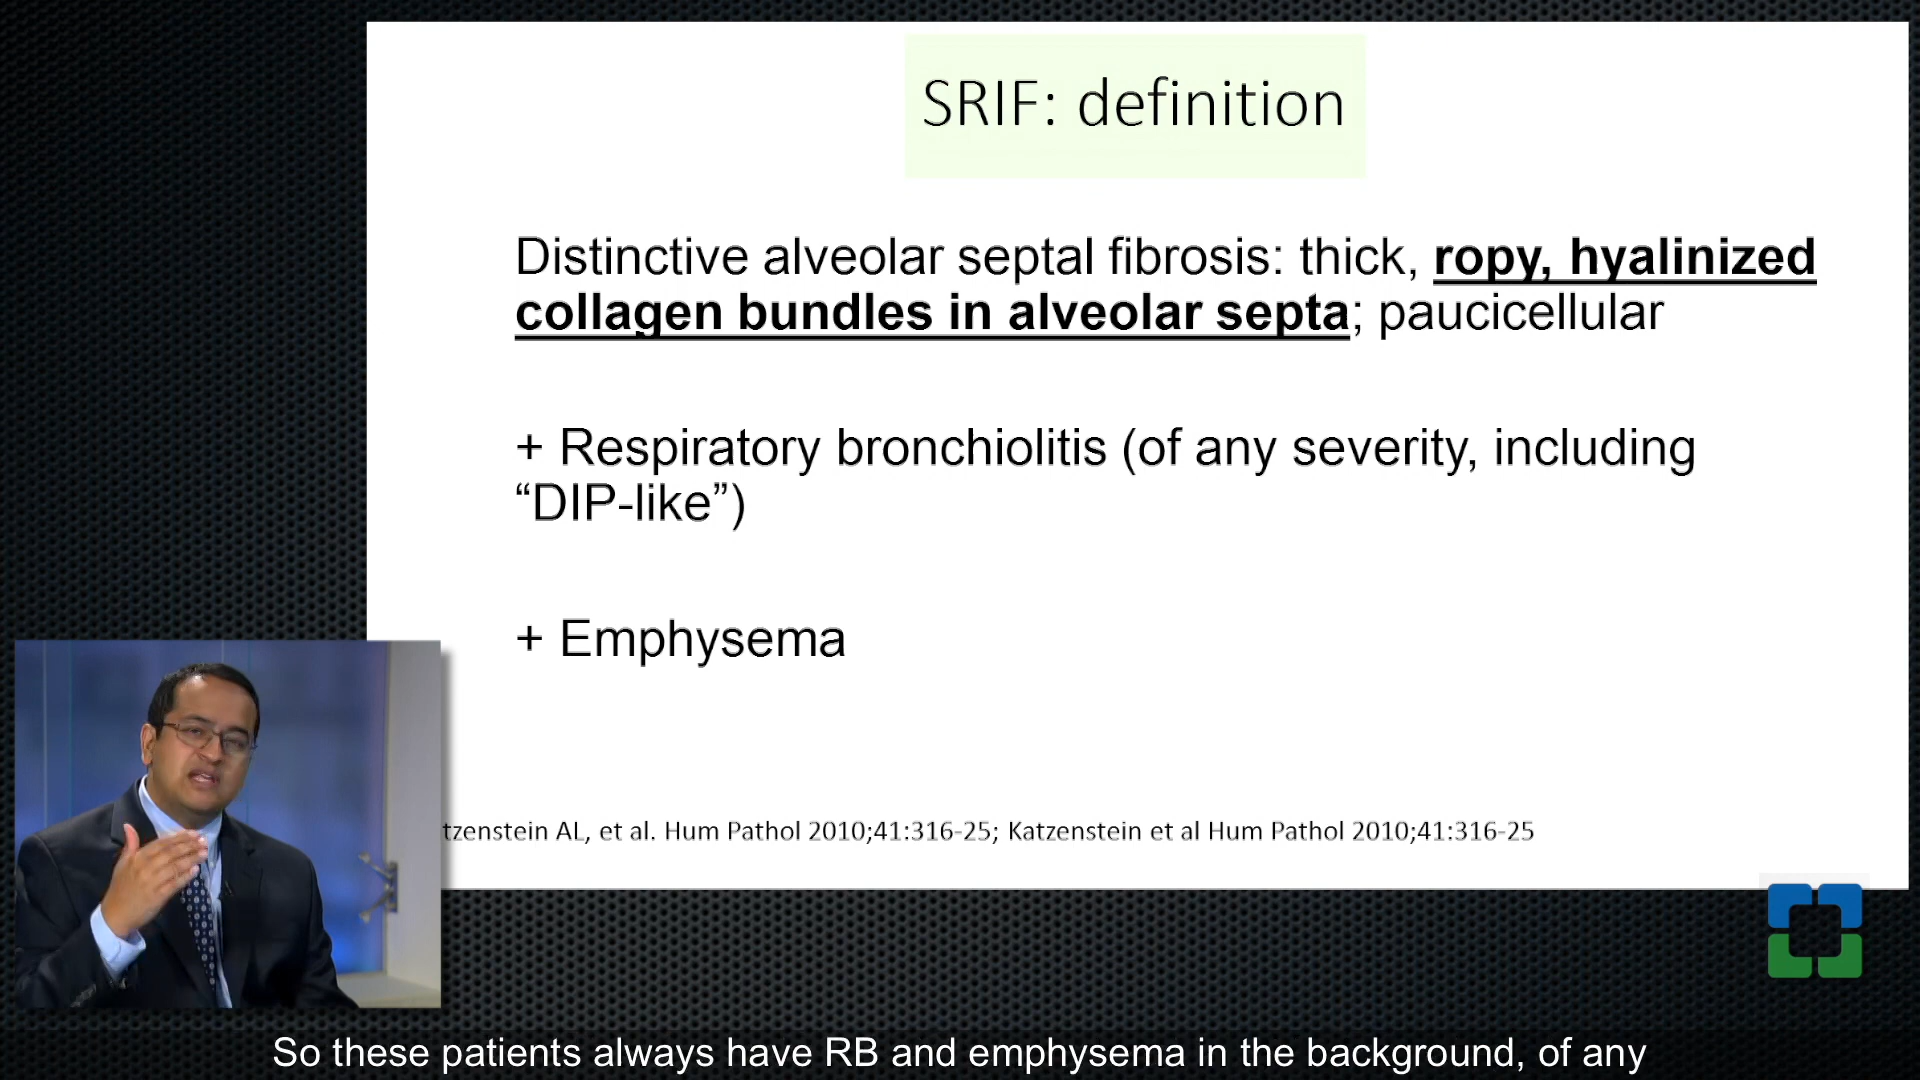 SRIF: definition
Distinctive alveolar septal fibrosis: thick, ropy, hyalinized
collagen bundles in alveolar septa; paucicellular
+ Respiratory bronchiolitis (of any severity, including
“DIP-like”)
+ Emphysema
tzenstein AL, et al. Hum Pathol 2010;41:316-25; Katzenstein et al Hum Pathol 2010;41:316-25
So these patients always have RB and emphysema in the background, of any